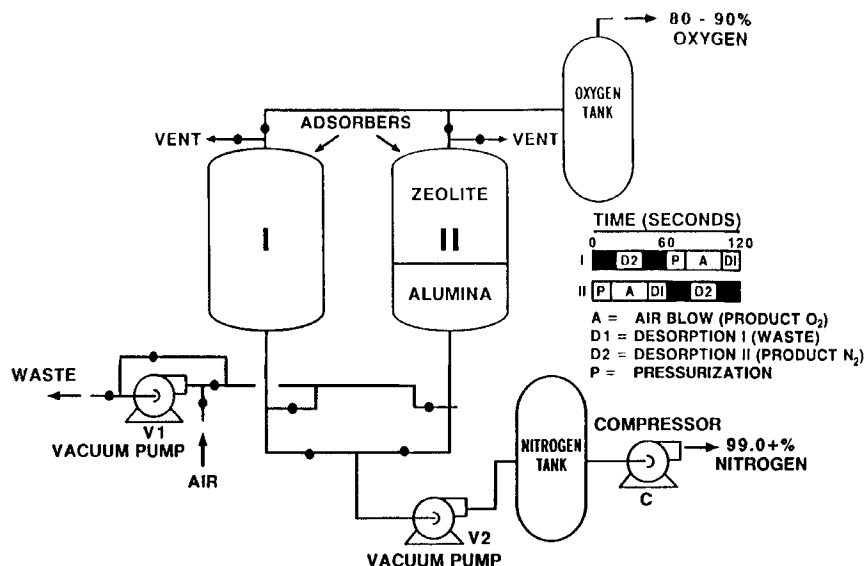 80 - 90%
OXYGEN
OXYGEN
TANK
ADSORBERS
VENT
VENT
ZEOLITE
I
II
ALUMINA
TIME (SECONDS)
0 60 120
I D2 P A DI
II P A DI D2
A = AIR BLOW (PRODUCT O₂)
D1 = DESORPTION I (WASTE)
D2 = DESORPTION II (PRODUCT N₂)
P = PRESSURIZATION
WASTE
V1
VACUUM PUMP
AIR
NITROGEN
TANK
COMPRESSOR
99.0+%
NITROGEN
C
V2
VACUUM PUMP